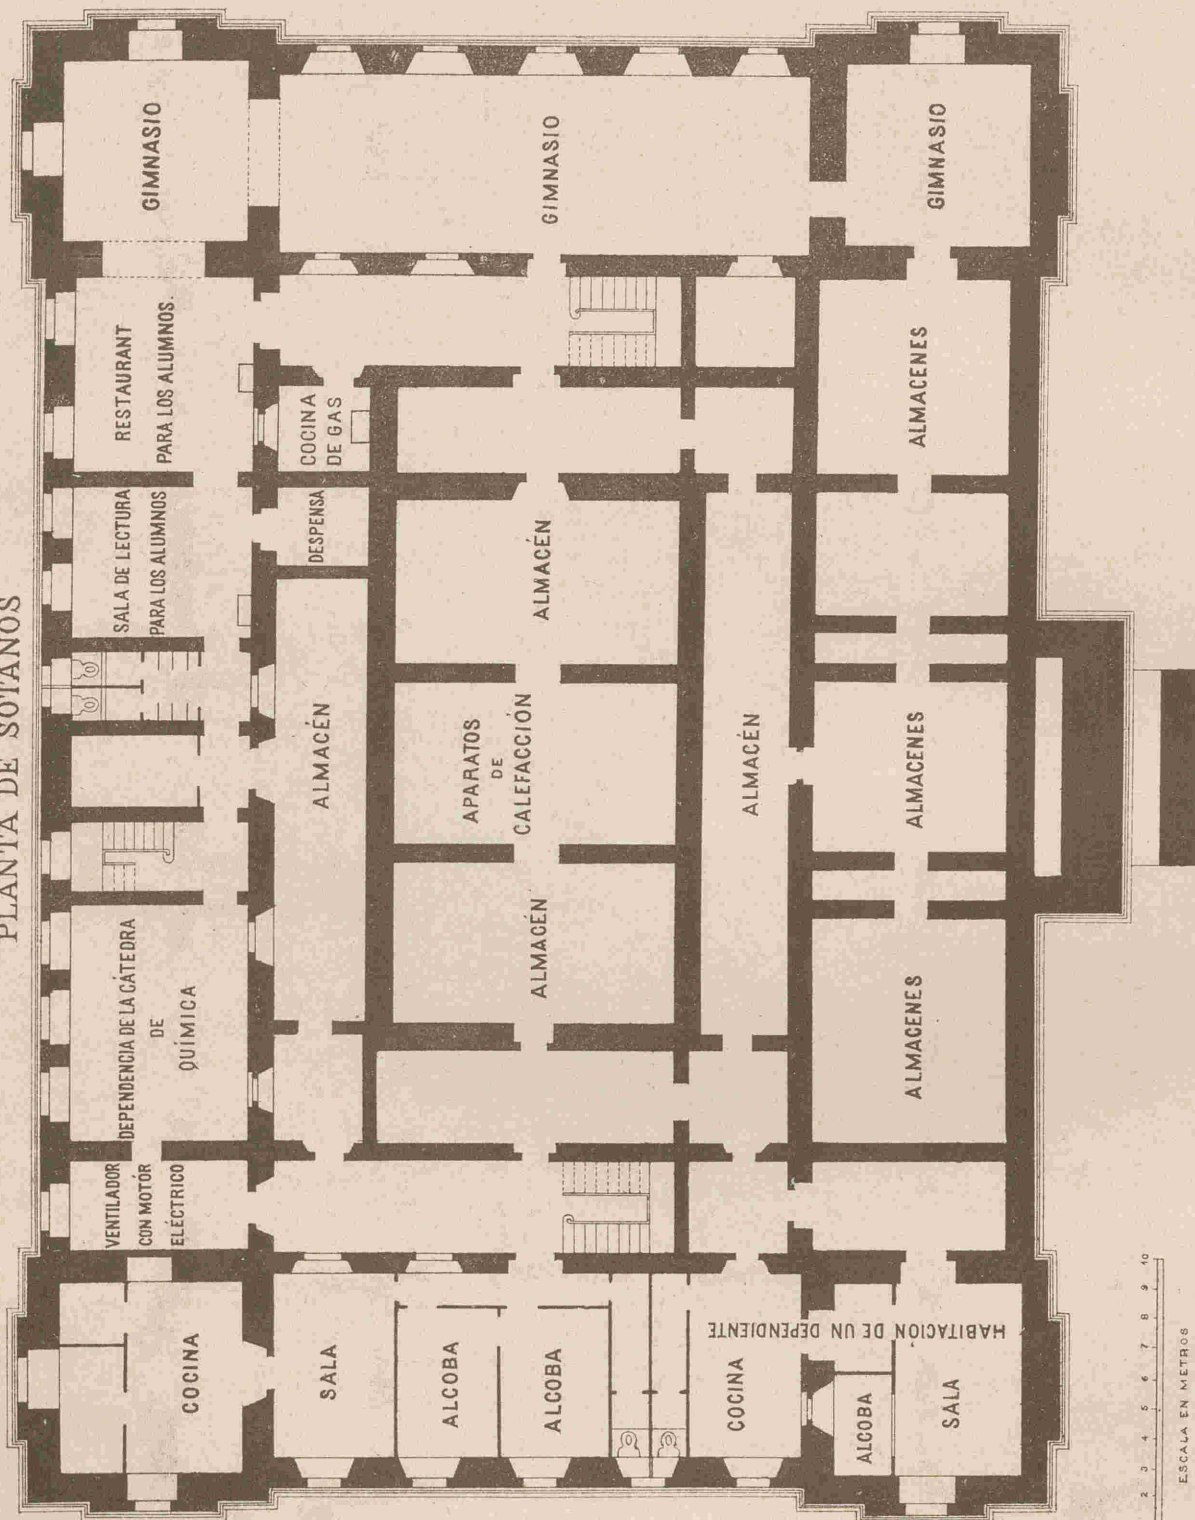 PLANTA DE SOTANOS
GIMNASIO
GIMNASIO
GIMNASIO
RESTAURANT
PARA LOS ALUMNOS.
COCINA
DE GAS
ALMACENES
SALA DE LECTURA
PARA LOS ALUMNOS
DESPENSA
ALMACÉN
ALMACÉN
APARATOS
DE
CALEFACCIÓN
ALMACÉN
ALMACENES
DEPENDENCIA DE LA CÁTEDRA
DE
QUÍMICA
ALMACÉN
ALMACENES
VENTILADOR
CON MOTÓR
ELÉCTRICO
COCINA
SALA
ALCOBA
ALCOBA
COCINA
HABITACIÓN DE UN DEPENDIENTE
ALCOBA
SALA
2 3 4 5 6 7 8 9 10
ESCALA EN METROS